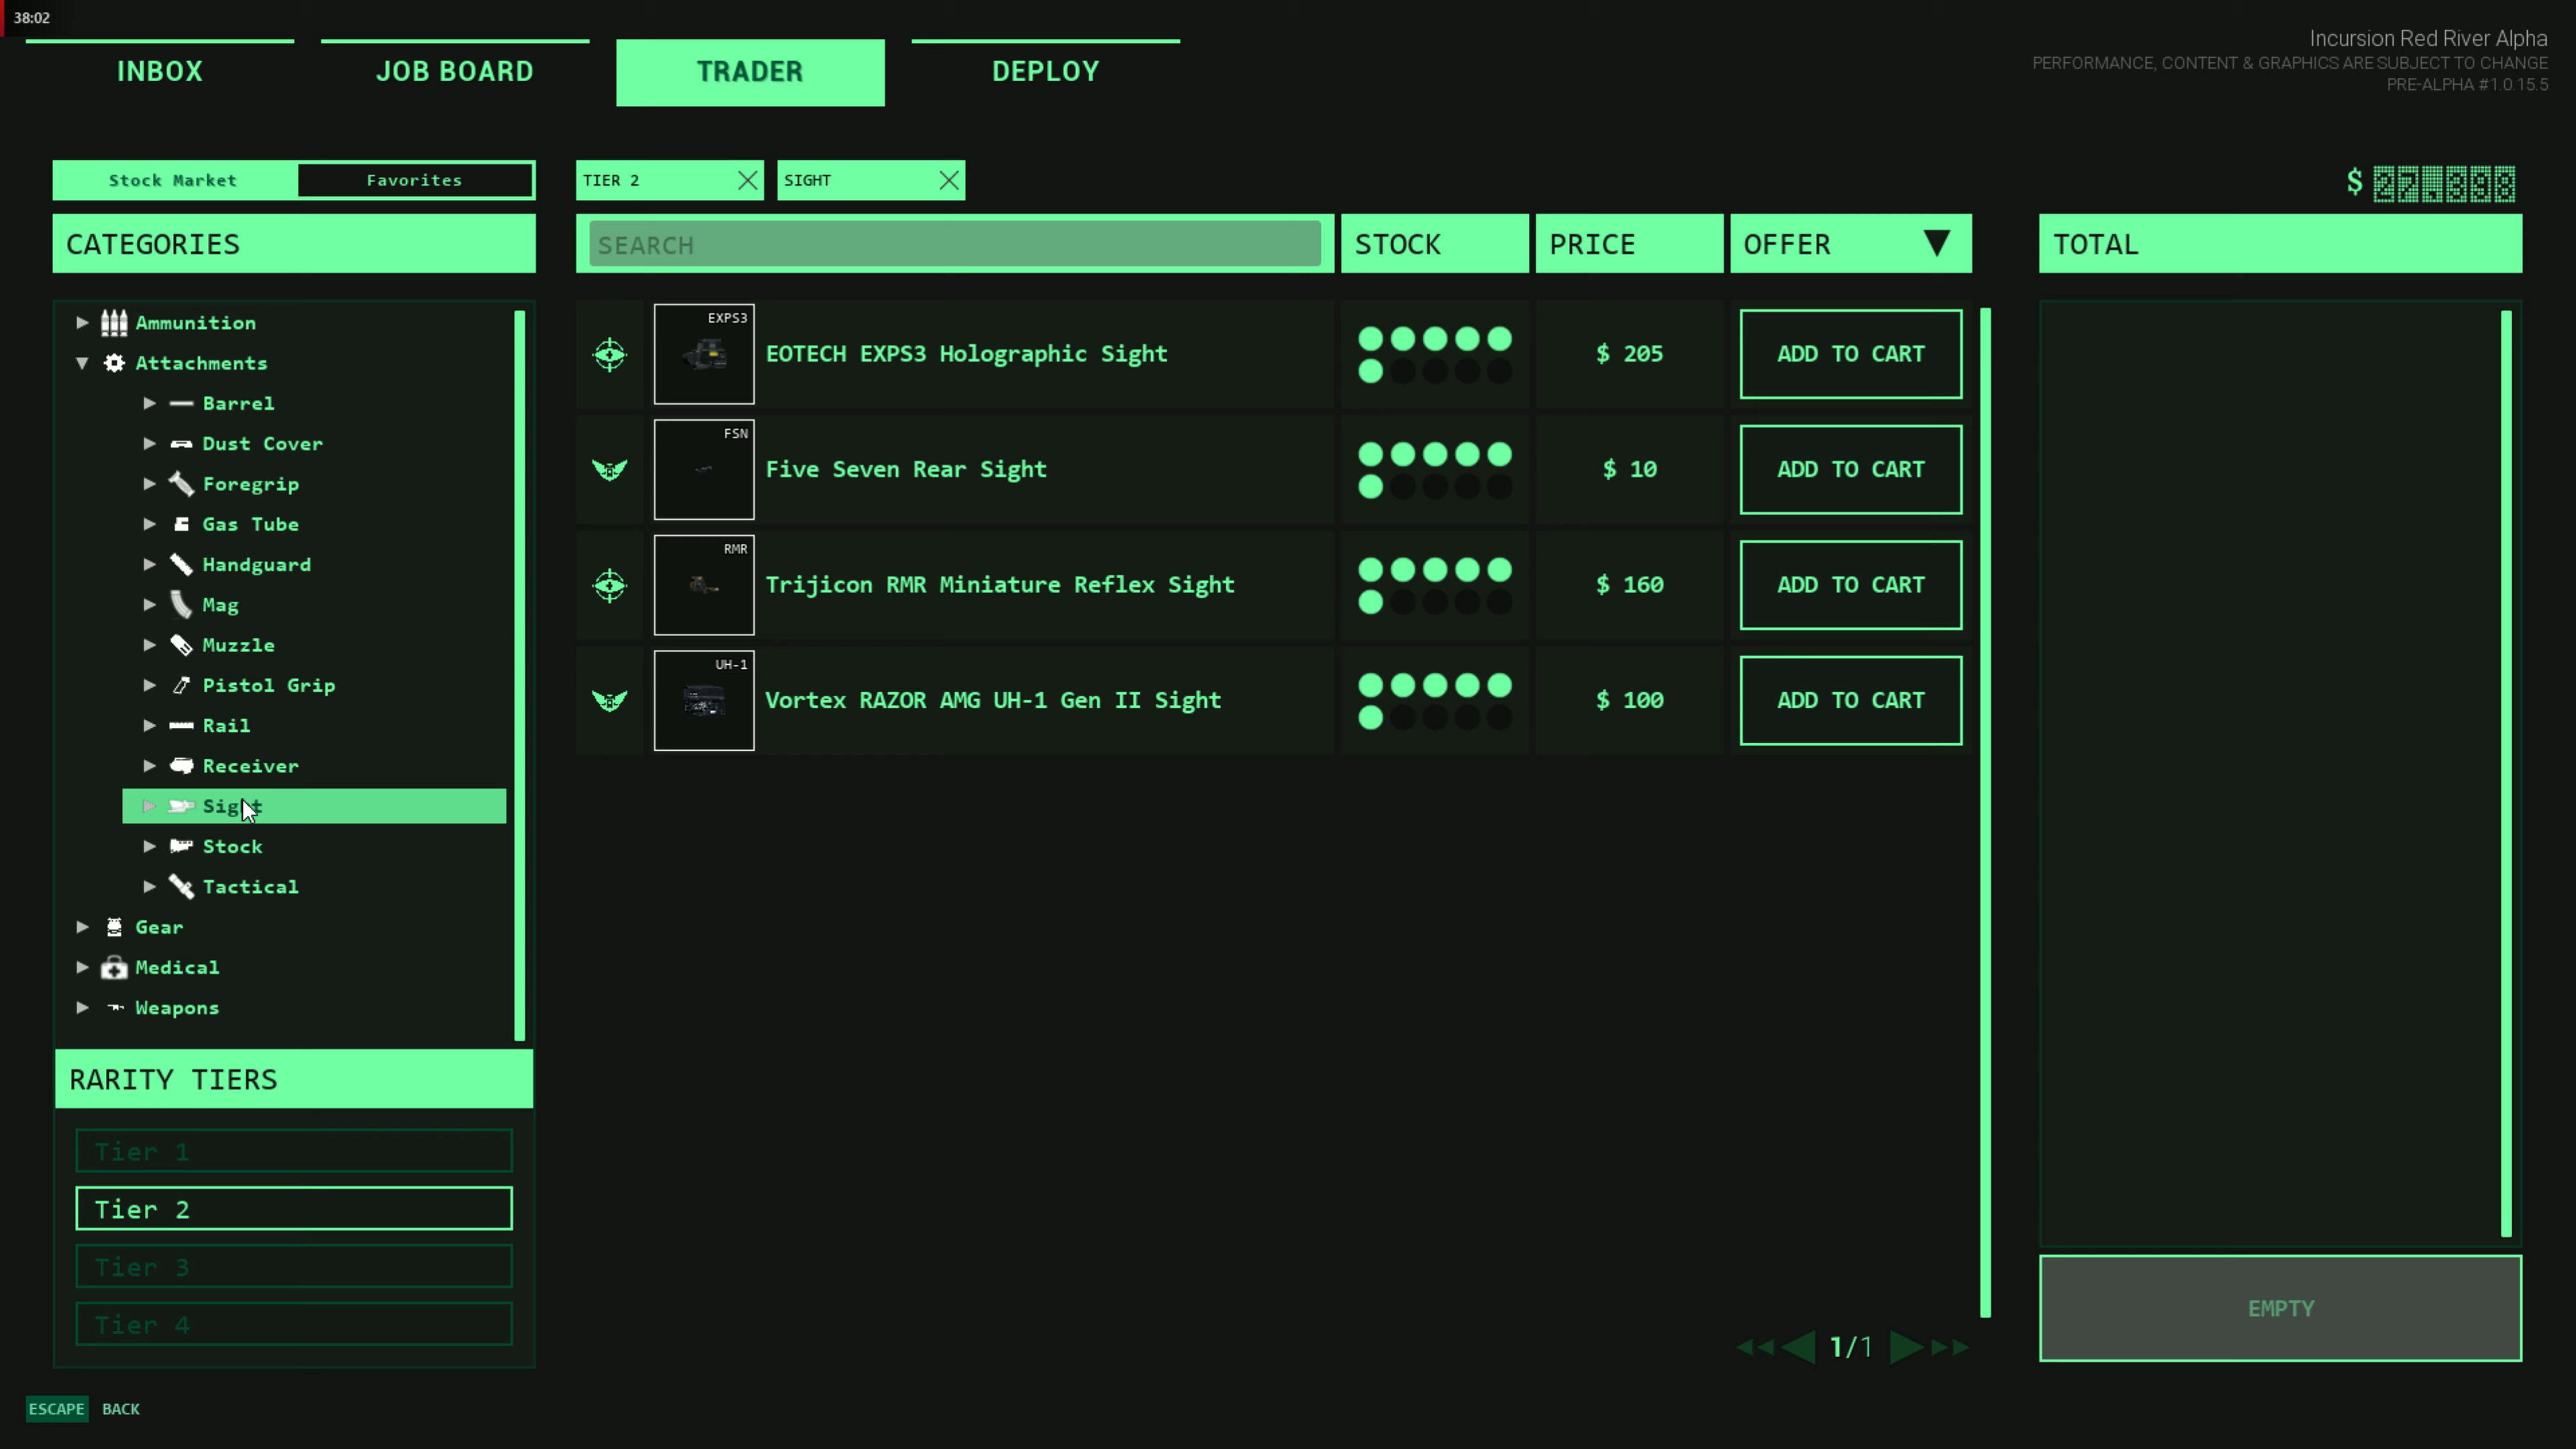 38:02
INBOX
JOB BOARD
TRADER
DEPLOY
Incursion Red River Alpha
PERFORMANCE, CONTENT & GRAPHICS ARE SUBJECT TO CHANGE
PRE-ALPHA #1.0.15.5
Stock Market
Favorites
TIER 2
SIGHT
$ 27.898
CATEGORIES
SEARCH
STOCK
PRICE
OFFER
TOTAL
Ammunition
Attachments
Barrel
Dust Cover
Foregrip
Gas Tube
Handguard
Mag
Muzzle
Pistol Grip
Rail
Receiver
Sight
Stock
Tactical
Gear
Medical
Weapons
EXPS3
EOTECH EXPS3 Holographic Sight
$ 205
ADD TO CART
FSN
Five Seven Rear Sight
$ 10
ADD TO CART
RMR
Trijicon RMR Miniature Reflex Sight
$ 160
ADD TO CART
UH-1
Vortex RAZOR AMG UH-1 Gen II Sight
$ 100
ADD TO CART
RARITY TIERS
Tier 1
Tier 2
Tier 3
Tier 4
1/1
EMPTY
ESCAPE BACK